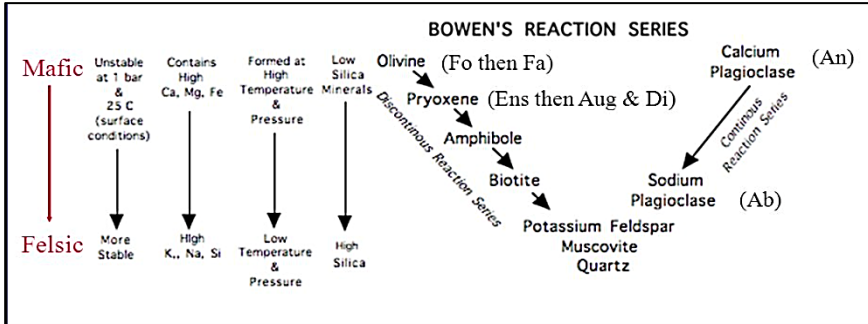 BOWEN'S REACTION SERIES
Mafic
Felsic
Unstable
at 1 bar
&
25 C
(surface
conditions)
More
Stable
Contains
High
Ca, Mg, Fe
High
K,, Na, Si
Formed at
High
Temperature
&
Pressure
Low
Temperature
&
Pressure
Low
Silica
Minerals
High
Silica
Olivine (Fo then Fa)
Pryoxene (Ens then Aug & Di)
Amphibole
Biotite
Discontinous Reaction Series
Potassium Feldspar
Muscovite
Quartz
Calcium
Plagioclase (An)
Continous
Reaction Series
Sodium
Plagioclase (Ab)